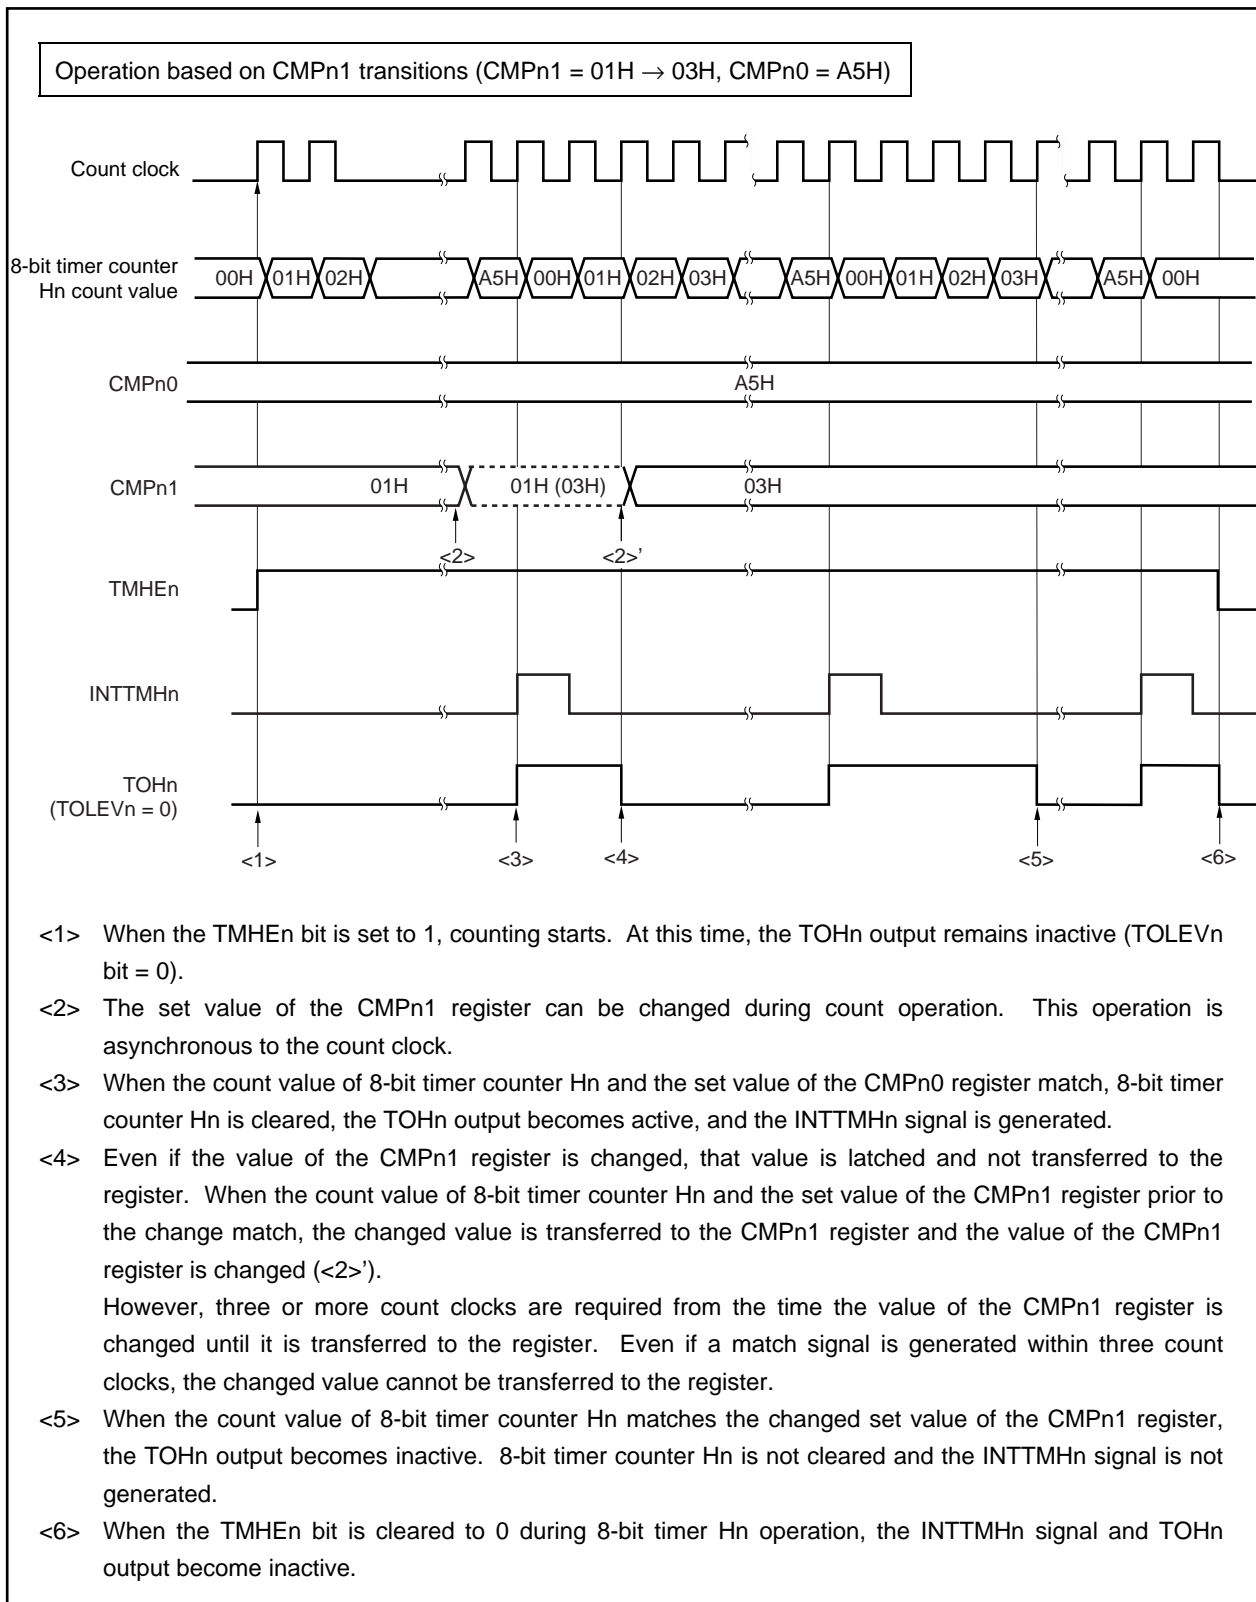 Operation based on CMPn1 transitions (CMPn1 = 01H → 03H, CMPn0 = A5H)
Count clock
8-bit timer counter
Hn count value
00H 01H 02H A5H 00H 01H 02H 03H A5H 00H 01H 02H 03H A5H 00H
CMPn0
A5H
CMPn1
01H 01H (03H) 03H
<2> <2>’
TMHEn
INTTMHn
TOHn
(TOLEVn = 0)
<1> <3> <4> <5> <6>
<1> When the TMHEn bit is set to 1, counting starts. At this time, the TOHn output remains inactive (TOLEVn
bit = 0).
<2> The set value of the CMPn1 register can be changed during count operation. This operation is
asynchronous to the count clock.
<3> When the count value of 8-bit timer counter Hn and the set value of the CMPn0 register match, 8-bit timer
counter Hn is cleared, the TOHn output becomes active, and the INTTMHn signal is generated.
<4> Even if the value of the CMPn1 register is changed, that value is latched and not transferred to the
register. When the count value of 8-bit timer counter Hn and the set value of the CMPn1 register prior to
the change match, the changed value is transferred to the CMPn1 register and the value of the CMPn1
register is changed (<2>’).
However, three or more count clocks are required from the time the value of the CMPn1 register is
changed until it is transferred to the register. Even if a match signal is generated within three count
clocks, the changed value cannot be transferred to the register.
<5> When the count value of 8-bit timer counter Hn matches the changed set value of the CMPn1 register,
the TOHn output becomes inactive. 8-bit timer counter Hn is not cleared and the INTTMHn signal is not
generated.
<6> When the TMHEn bit is cleared to 0 during 8-bit timer Hn operation, the INTTMHn signal and TOHn
output become inactive.